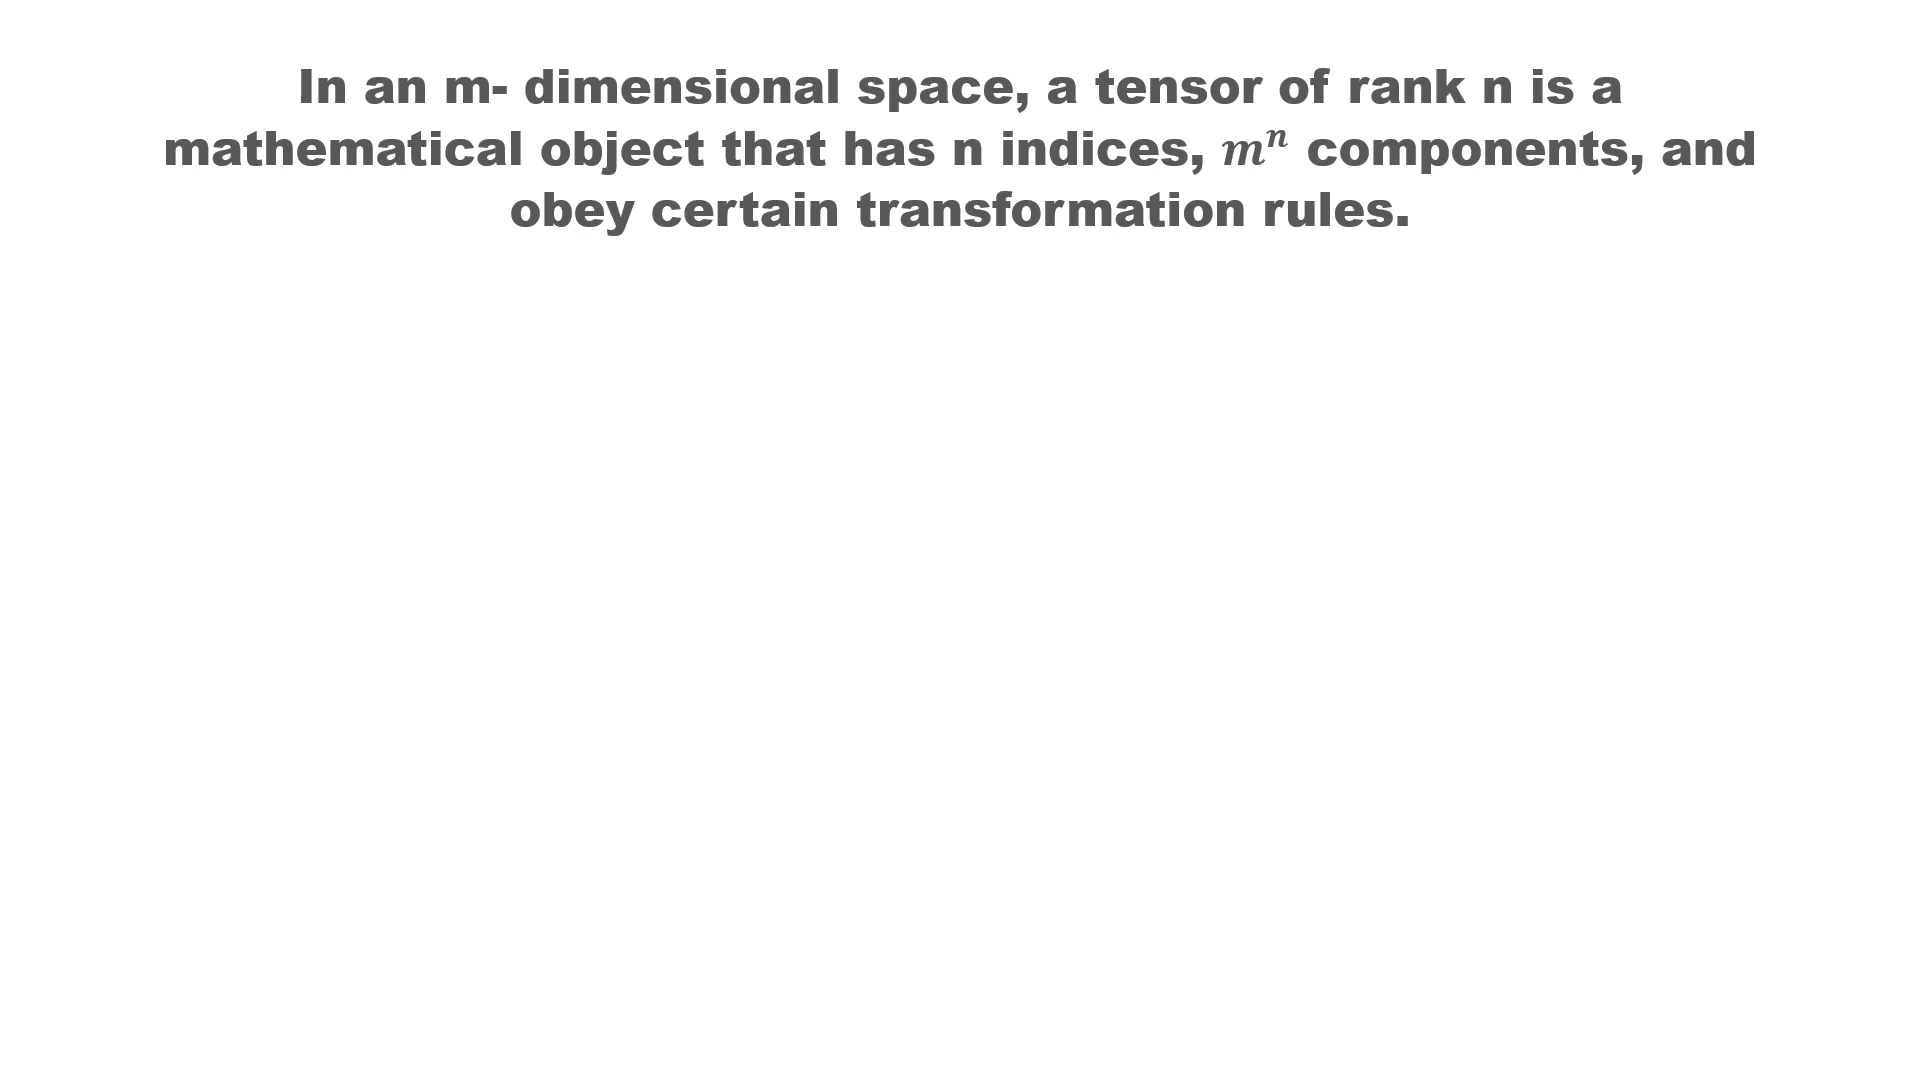 In an m- dimensional space, a tensor of rank n is a
mathematical object that has n indices, $m^n$ components, and
obey certain transformation rules.